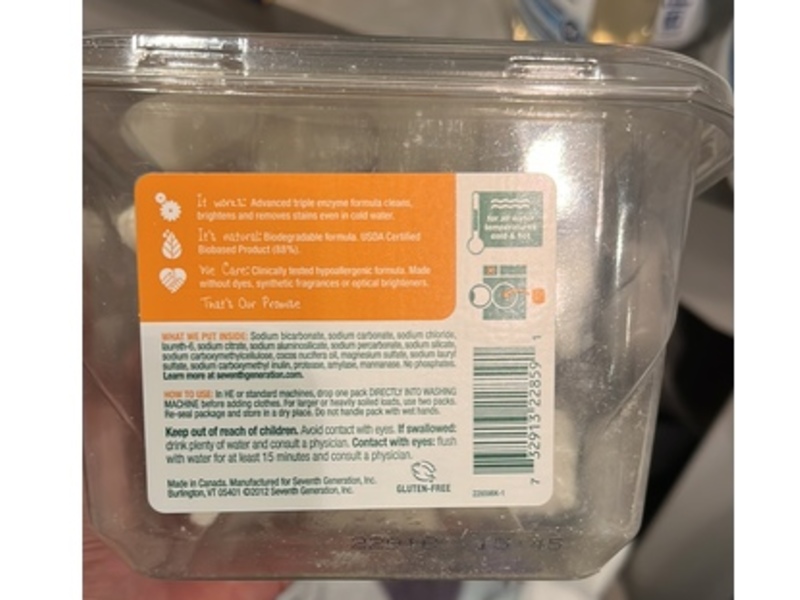 It works: Advanced triple enzyme formula cleans,
brightens and removes stains even in cold water.
It's natural: Biodegradable formula. USDA Certified
Biobased Product (88%).
We Care: Clinically tested hypoallergenic formula. Made
without dyes, synthetic fragrances or optical brighteners.
That's Our Promise
for all water
temperatures
cold & hot
WHAT WE PUT INSIDE: Sodium bicarbonate, sodium carbonate, sodium chloride,
laureth-6, sodium citrate, sodium aluminosilicate, sodium percarbonate, sodium silicate,
sodium carboxymethylcellulose, cocos nucifera oil, magnesium sulfate, sodium lauryl
sulfate, sodium carboxymethyl inulin, protease, amylase, mannanase. No phosphates.
Learn more at seventhgeneration.com.
HOW TO USE: In HE or standard machines, drop one pack DIRECTLY INTO WASHING
MACHINE before adding clothes. For larger or heavily soiled loads, use two packs.
Re-seal package and store in a dry place. Do not handle pack with wet hands.
Keep out of reach of children. Avoid contact with eyes. If swallowed:
drink plenty of water and consult a physician. Contact with eyes: flush
with water for at least 15 minutes and consult a physician.
Made in Canada. Manufactured for Seventh Generation, Inc.
Burlington, VT 05401 ©2012 Seventh Generation, Inc.
GLUTEN-FREE
7 32913 22859 1